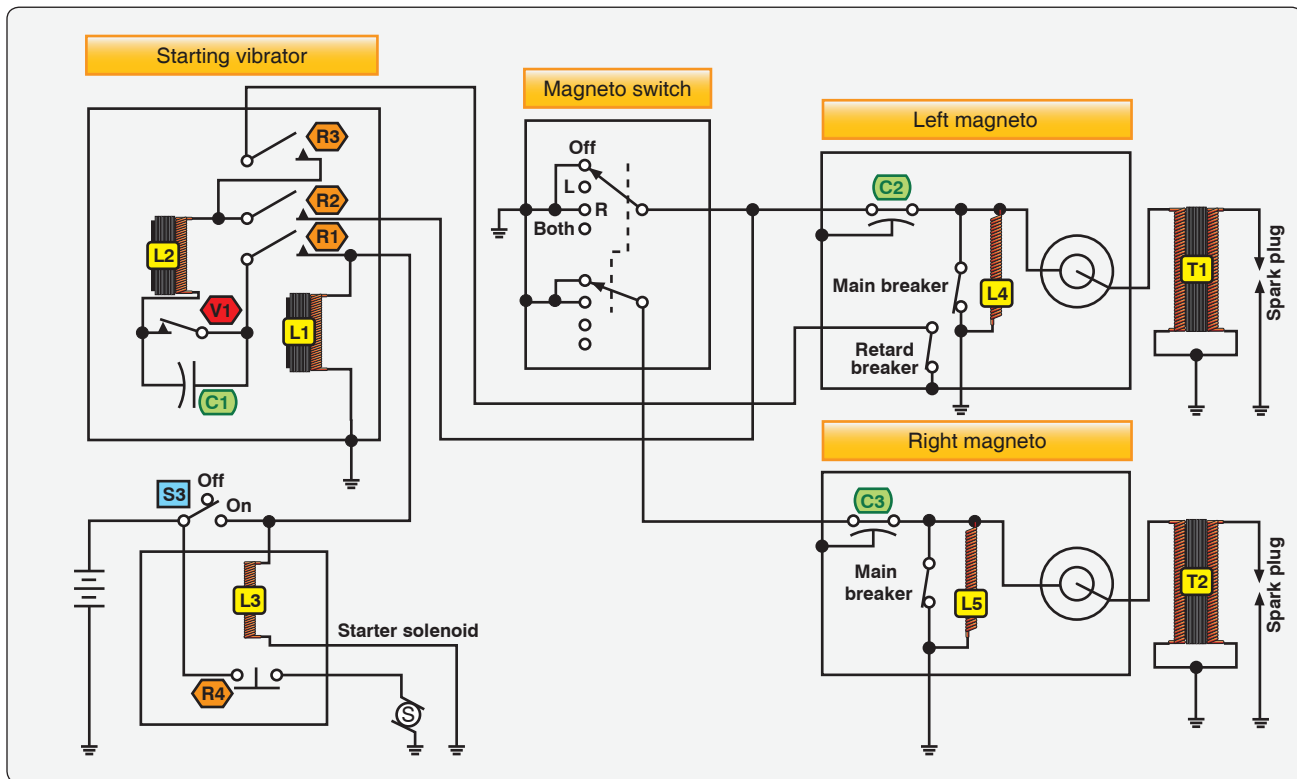 Starting vibrator
Magneto switch
Left magneto
R3
R2
R1
L2
V1
L1
C1
Off
L
R
Both
C2
Main breaker
L4
Retard
breaker
T1
Spark plug
Right magneto
C3
Main
breaker
L5
T2
Spark plug
S3
Off
On
L3
Starter solenoid
R4
S